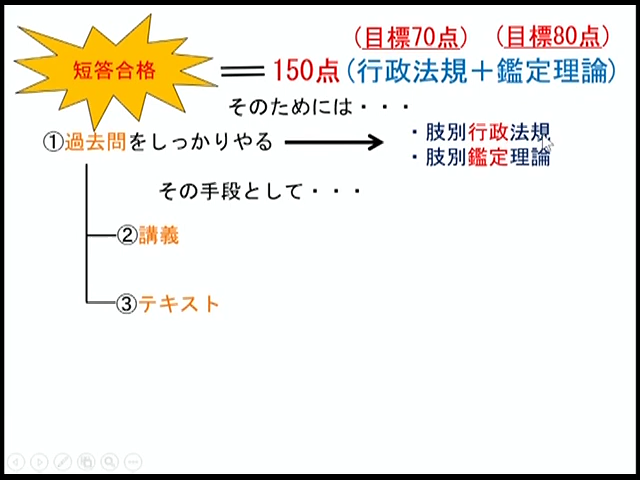 (目標70点) (目標80点)
短答合格 = 150点(行政法規+鑑定理論)
そのためには・・・
①過去問をしっかりやる
・肢別行政法規
・肢別鑑定理論
その手段として・・・
②講義
③テキスト